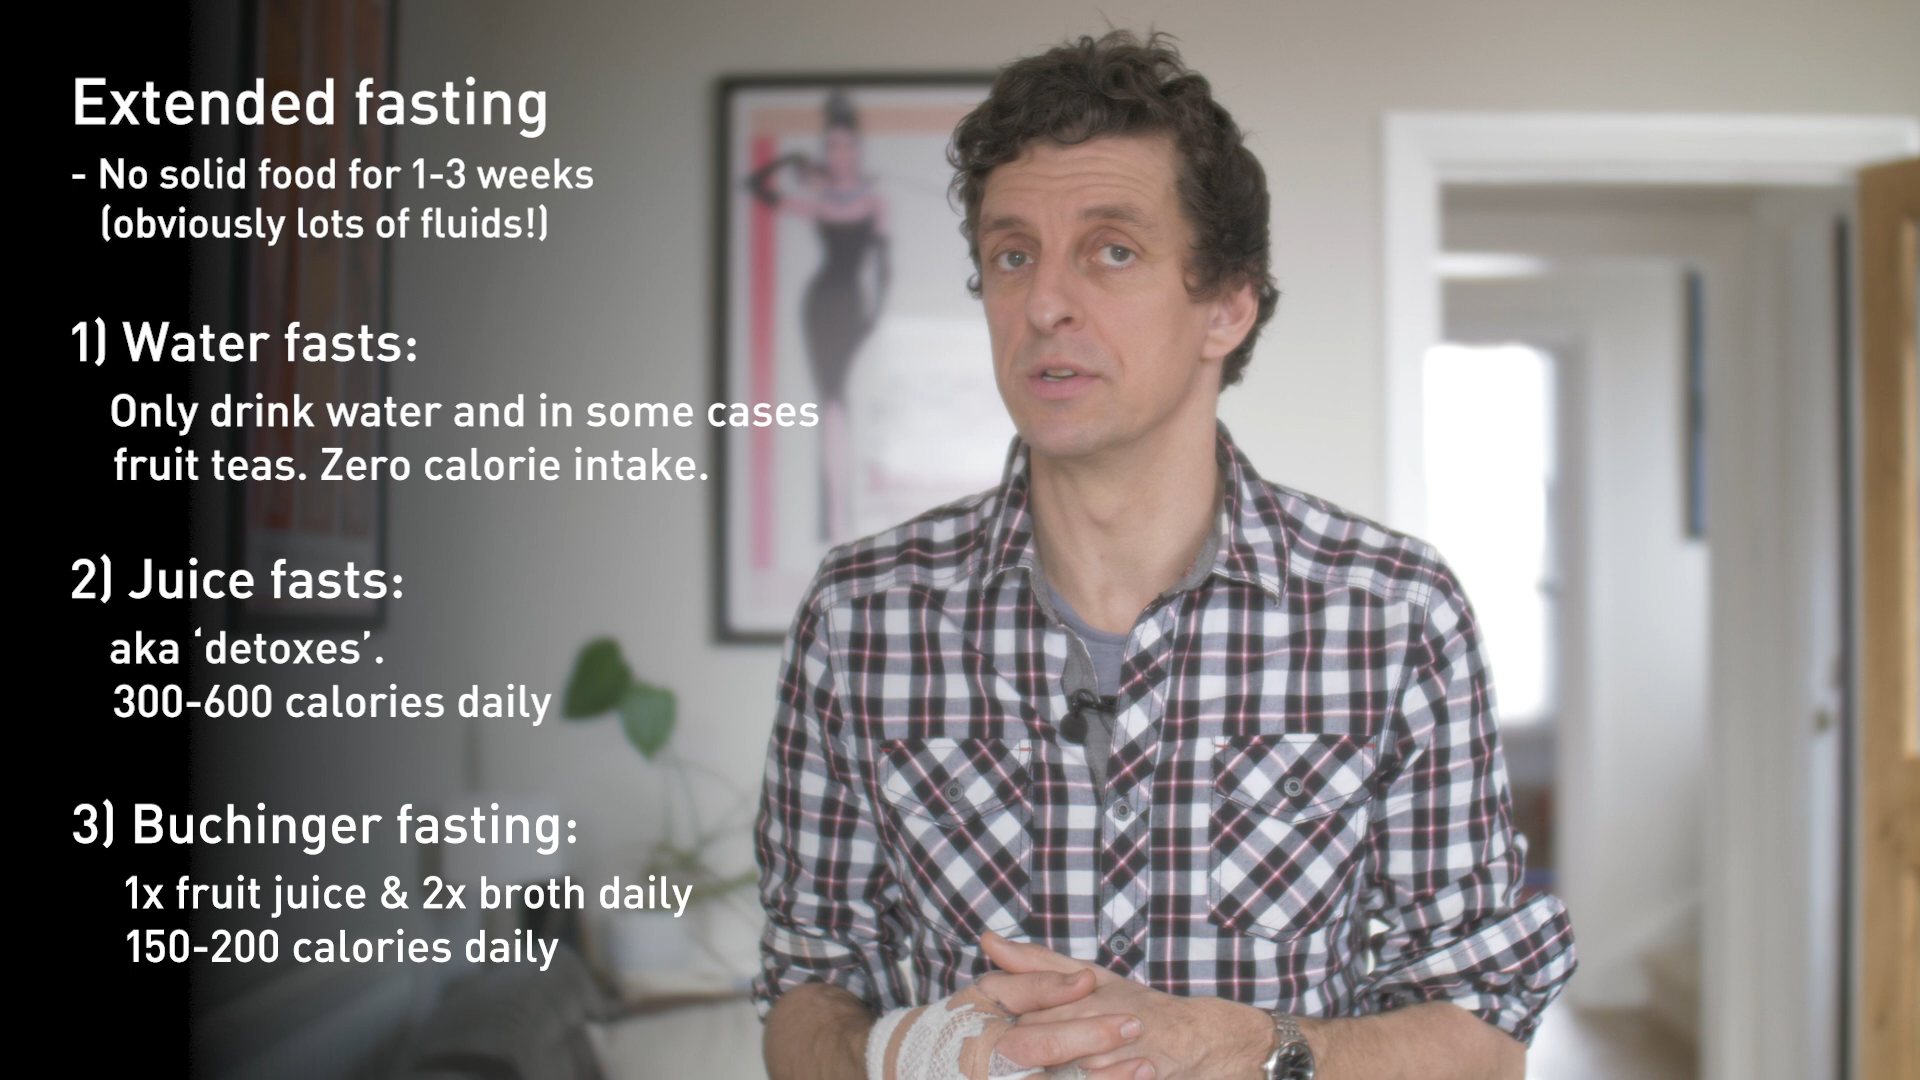 Extended fasting
- No solid food for 1-3 weeks
(obviously lots of fluids!)
1) Water fasts:
Only drink water and in some cases
fruit teas. Zero calorie intake.
2) Juice fasts:
aka ‘detoxes’.
300-600 calories daily
3) Buchinger fasting:
1x fruit juice & 2x broth daily
150-200 calories daily